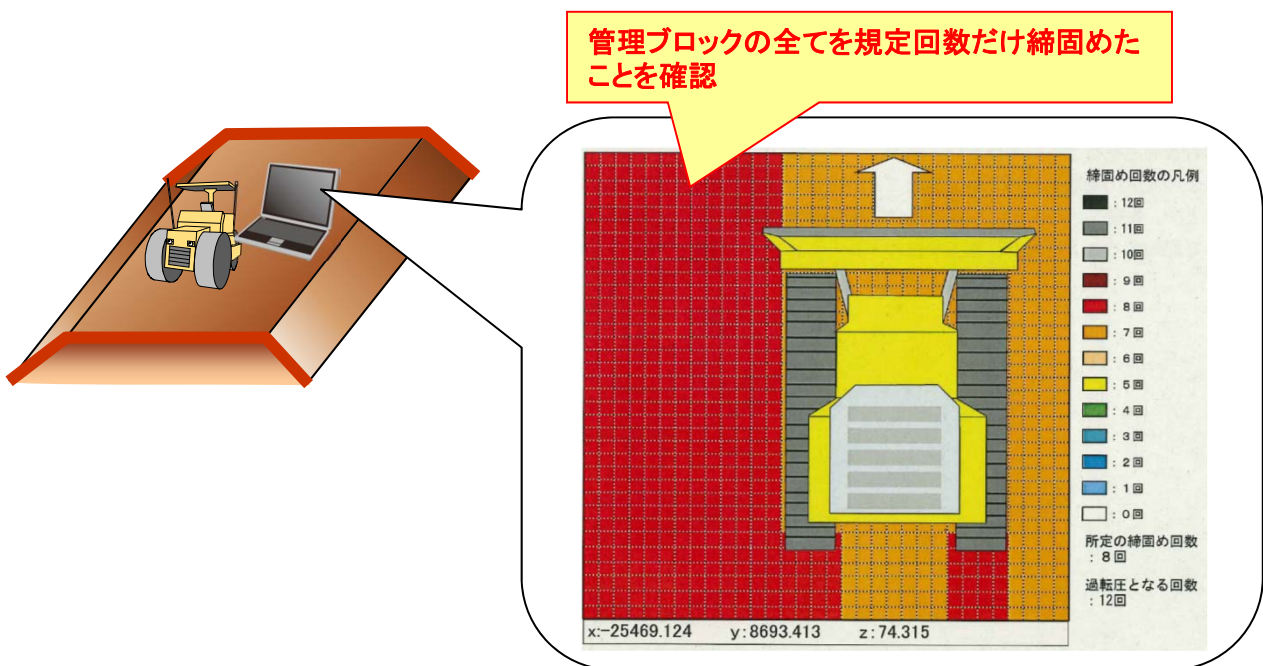 管理ブロックの全てを規定回数だけ締固めた
ことを確認
締固め回数の凡例
：12回
：11回
：10回
：9回
：8回
：7回
：6回
：5回
：4回
：3回
：2回
：1回
：0回
所定の締固め回数
：8回
過転圧となる回数
：12回
x:-25469.124 y:8693.413 z:74.315